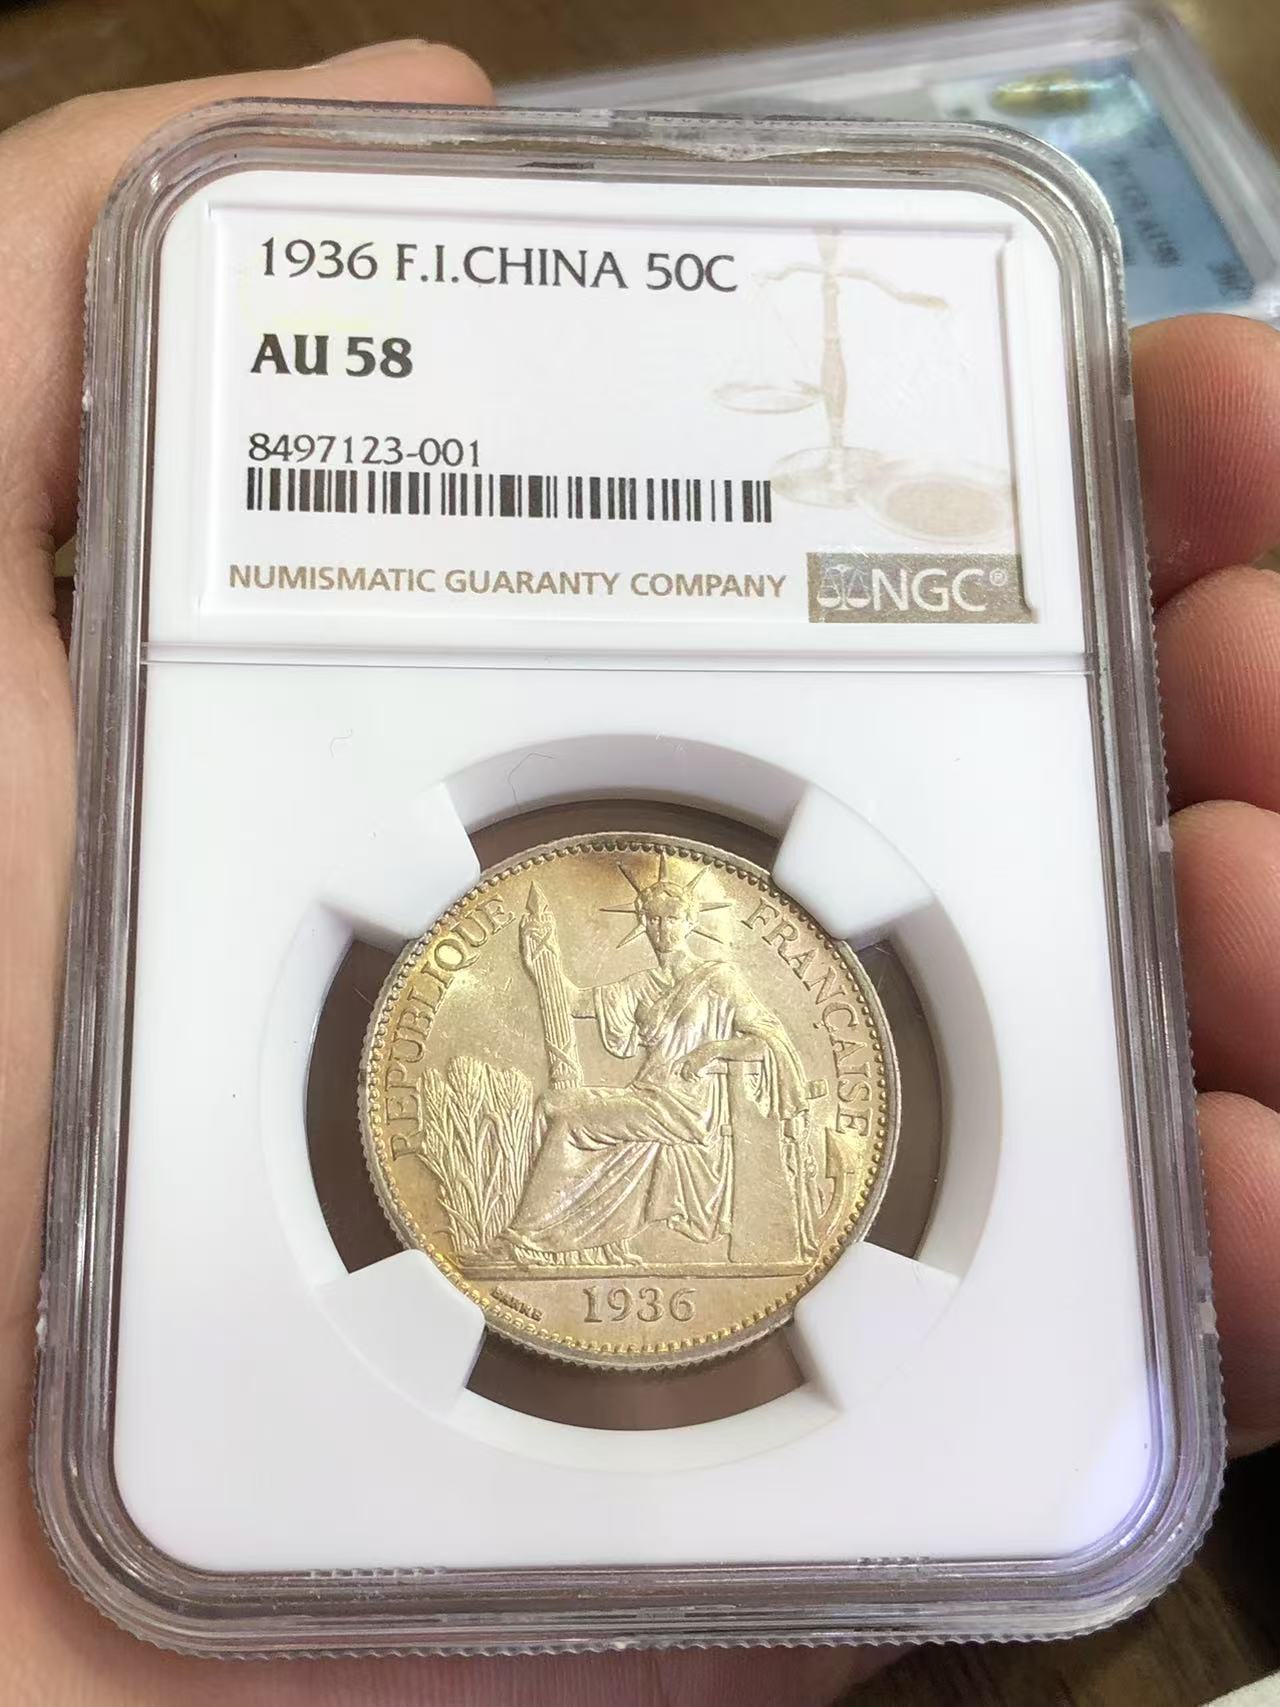 1936 F.I.CHINA 50C
AU 58
8497123-001
NUMISMATIC GUARANTY COMPANY
NGC®
REPUBLIQUE FRANÇAISE
1936